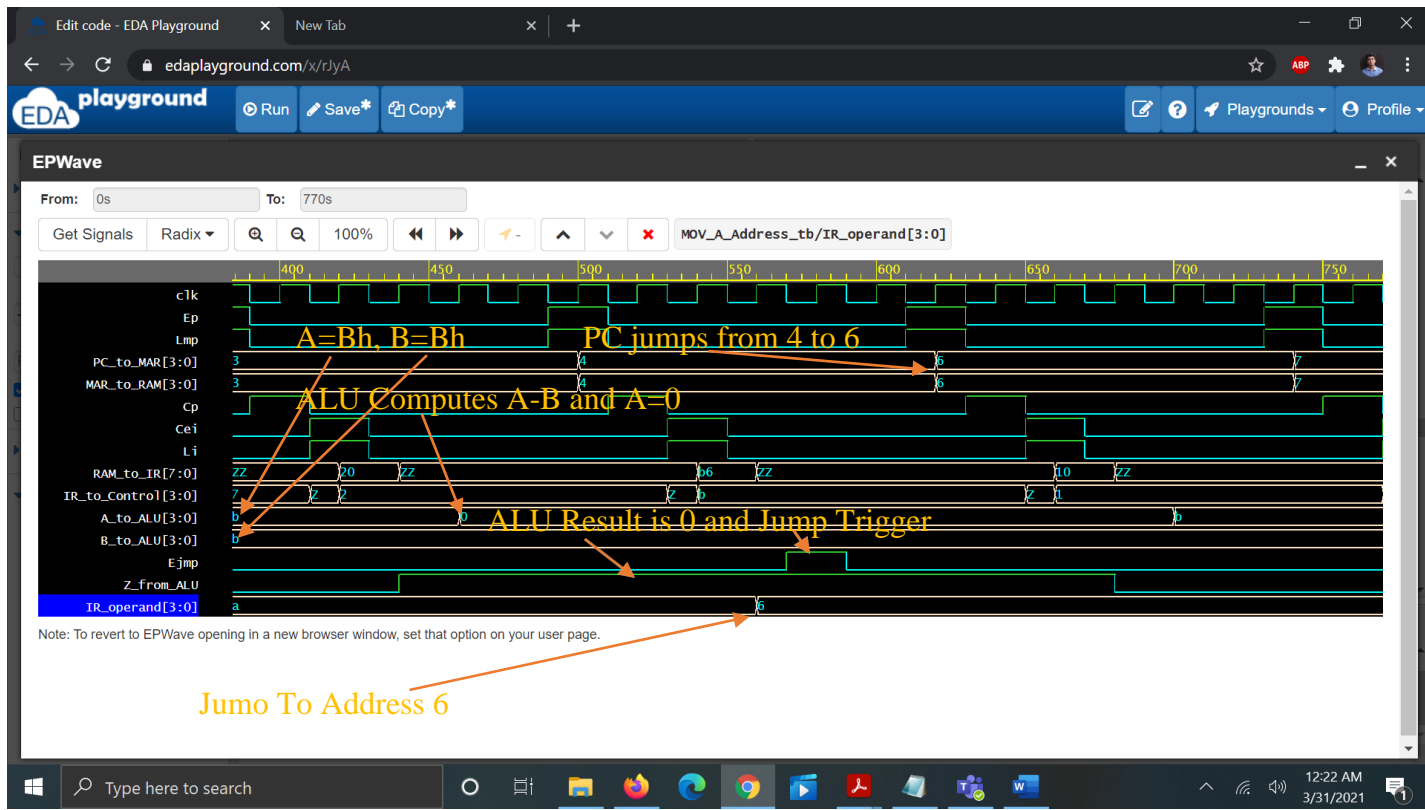 Edit code - EDA Playground
New Tab
edaplayground.com/x/rJyA
ABP
EDA playground
Run
Save*
Copy*
Playgrounds
Profile
EPWave
From: 0s To: 770s
Get Signals Radix 100% - MOV_A_Address_tb/IR_operand[3:0]
400 450 500 550 600 650 700 750
clk
Ep
Lmp
A=Bh, B=Bh PC jumps from 4 to 6
PC_to_MAR[3:0] 3 4 6 7
MAR_to_RAM[3:0] 3 4 6 7
ALU Computes A-B and A=0
Cp
Cei
Li
RAM_to_IR[7:0] ZZ 20 ZZ b6 ZZ 10 ZZ
IR_to_Control[3:0] 7 Z 2 Z b Z 1
A_to_ALU[3:0] b 0 b
ALU Result is 0 and Jump Trigger
B_to_ALU[3:0] b
Ejmp
Z_from_ALU
IR_operand[3:0] a 6
Note: To revert to EPWave opening in a new browser window, set that option on your user page.
Jumo To Address 6
Type here to search
12:22 AM
3/31/2021
1